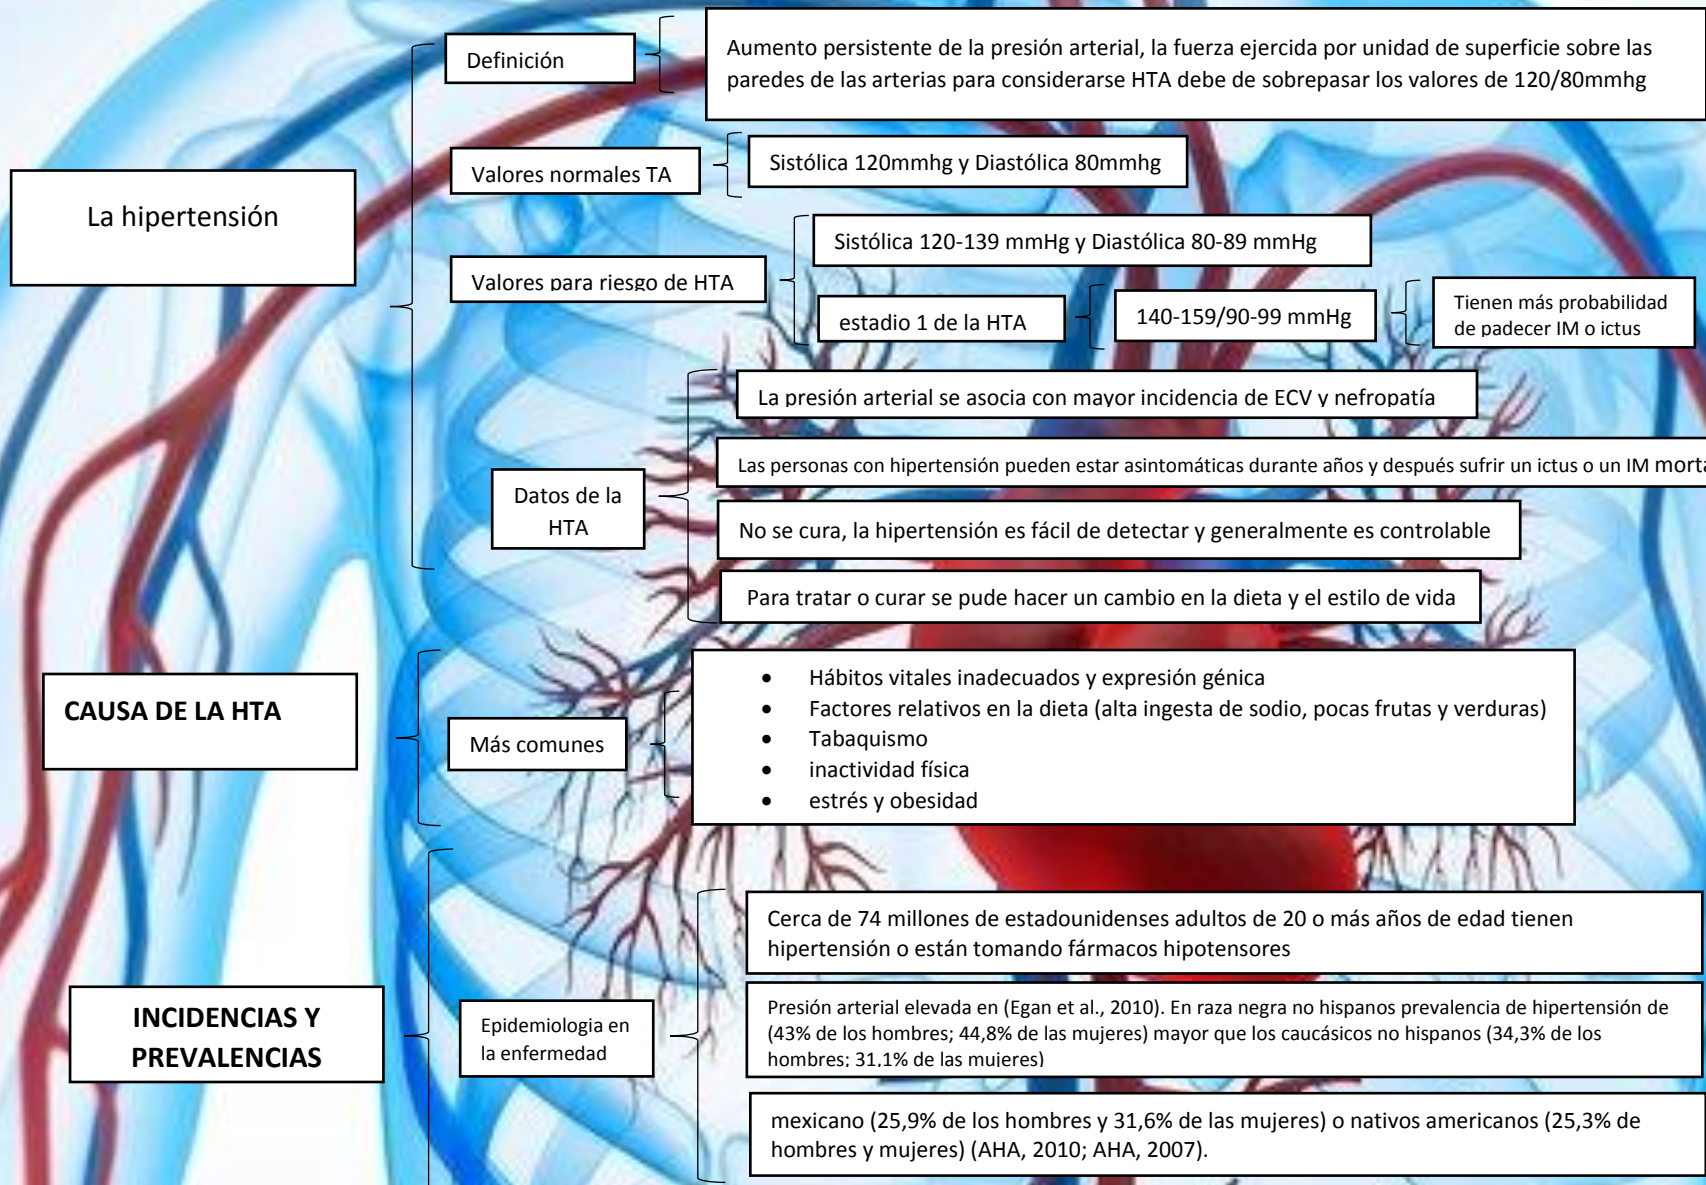 La hipertensión
Definición
Aumento persistente de la presión arterial, la fuerza ejercida por unidad de superficie sobre las
paredes de las arterias para considerarse HTA debe de sobrepasar los valores de 120/80mmhg
Valores normales TA
Sistólica 120mmhg y Diastólica 80mmhg
Valores para riesgo de HTA
Sistólica 120-139 mmHg y Diastólica 80-89 mmHg
estadio 1 de la HTA
140-159/90-99 mmHg
Tienen más probabilidad
de padecer IM o ictus
Datos de la
HTA
La presión arterial se asocia con mayor incidencia de ECV y nefropatía
Las personas con hipertensión pueden estar asintomáticas durante años y después sufrir un ictus o un IM morta
No se cura, la hipertensión es fácil de detectar y generalmente es controlable
Para tratar o curar se pude hacer un cambio en la dieta y el estilo de vida
CAUSA DE LA HTA
Más comunes
• Hábitos vitales inadecuados y expresión génica
• Factores relativos en la dieta (alta ingesta de sodio, pocas frutas y verduras)
• Tabaquismo
• inactividad física
• estrés y obesidad
INCIDENCIAS Y
PREVALENCIAS
Epidemiologia en
la enfermedad
Cerca de 74 millones de estadounidenses adultos de 20 o más años de edad tienen
hipertensión o están tomando fármacos hipotensores
Presión arterial elevada en (Egan et al., 2010). En raza negra no hispanos prevalencia de hipertensión de
(43% de los hombres; 44,8% de las mujeres) mayor que los caucásicos no hispanos (34,3% de los
hombres; 31,1% de las mujeres)
mexicano (25,9% de los hombres y 31,6% de las mujeres) o nativos americanos (25,3% de
hombres y mujeres) (AHA, 2010; AHA, 2007).